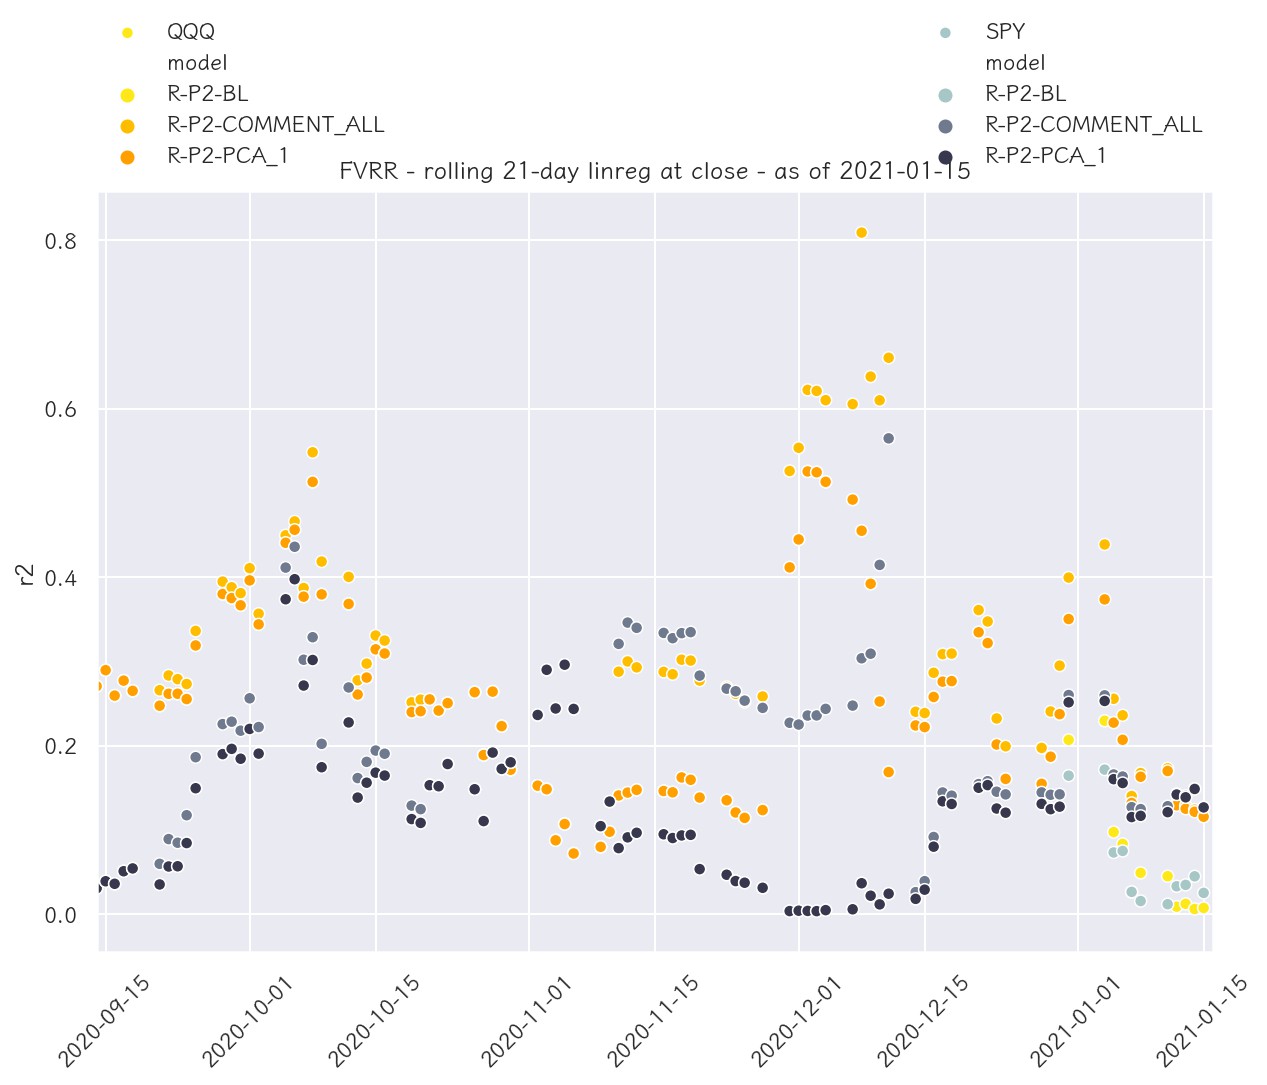 QQQ
model
R-P2-BL
R-P2-COMMENT_ALL
R-P2-PCA_1
SPY
model
R-P2-BL
R-P2-COMMENT_ALL
R-P2-PCA_1
FVRR - rolling 21-day linreg at close - as of 2021-01-15
0.8
0.6
0.4
0.2
0.0
r2
2020-09-15
2020-10-01
2020-10-15
2020-11-01
2020-11-15
2020-12-01
2020-12-15
2021-01-01
2021-01-15